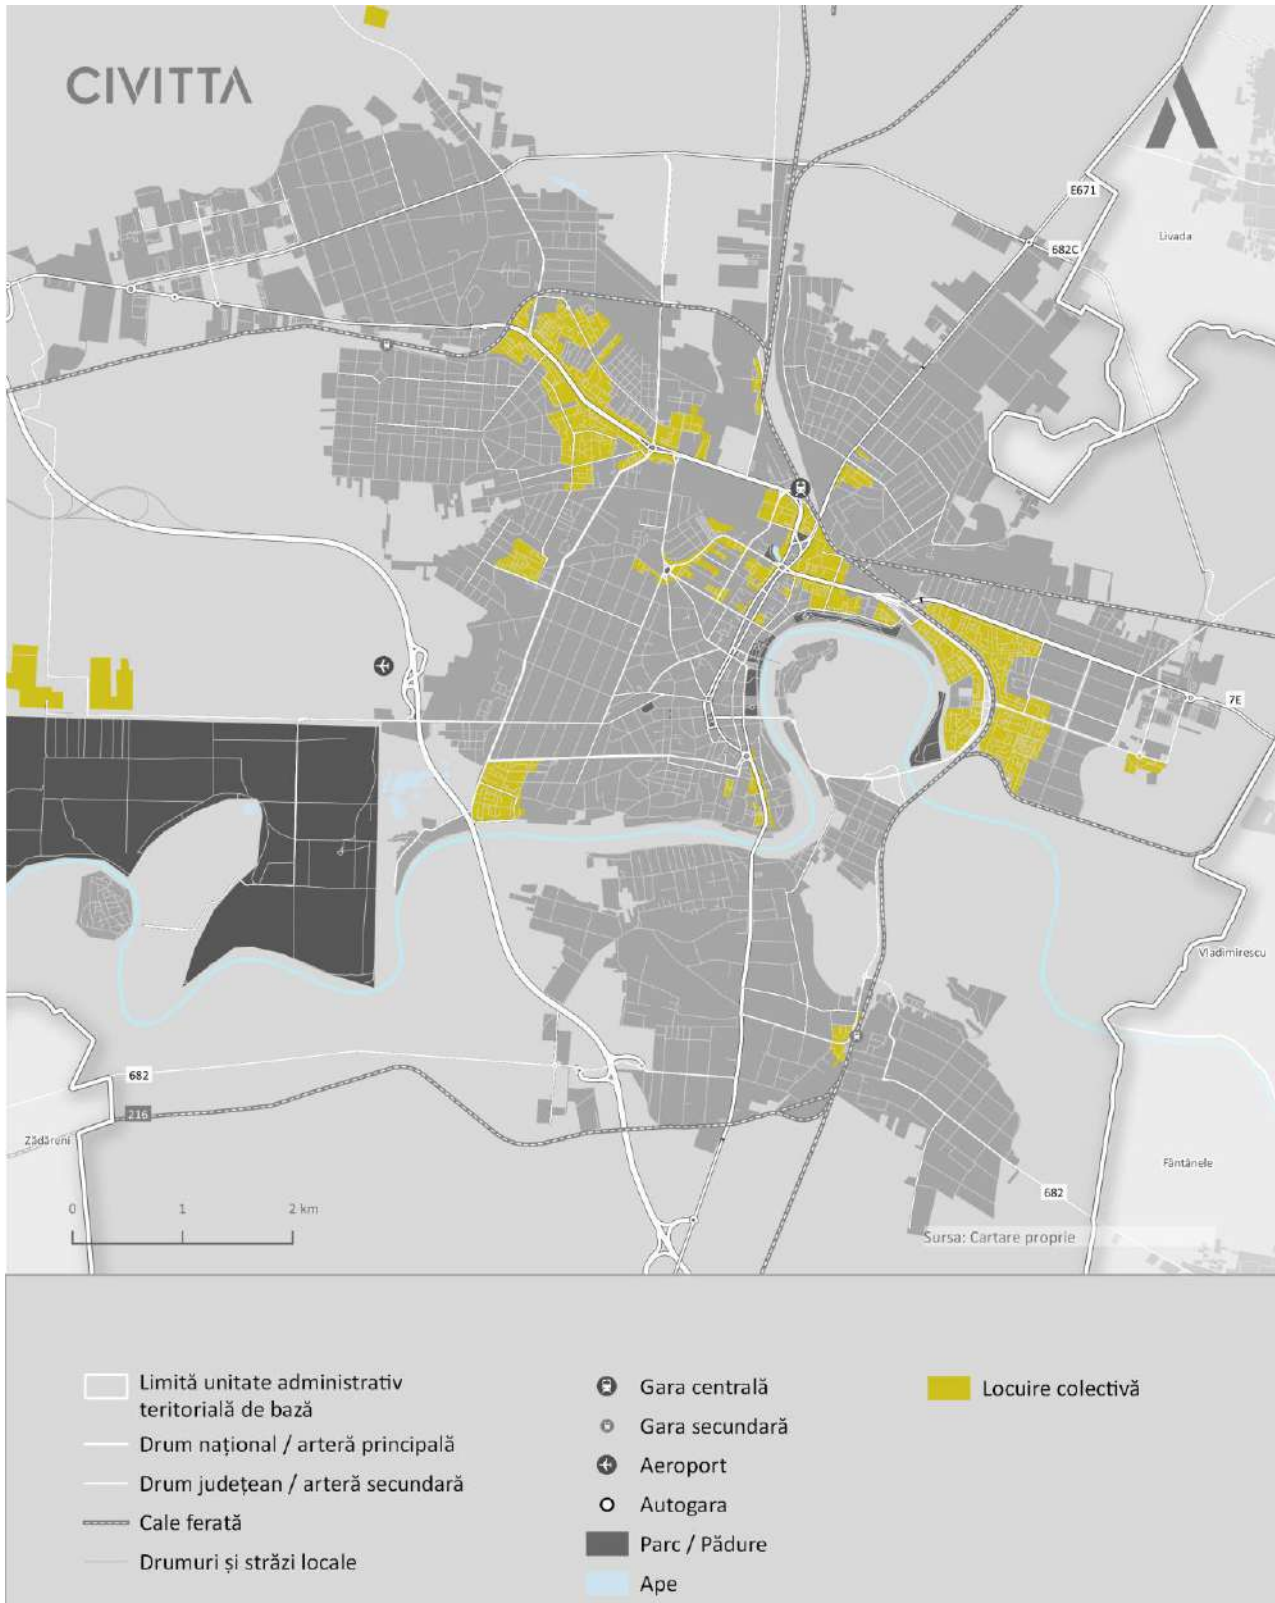 CIVITTA
E671
Livada
682C
7E
Vladimirescu
682
216
Zădăreni
Fântânele
682
0 1 2 km
Sursa: Cartare proprie
Limită unitate administrativ
teritorială de bază
Drum național / arteră principală
Drum județean / arteră secundară
Cale ferată
Drumuri și străzi locale
Gara centrală
Gara secundară
Aeroport
Autogara
Parc / Pădure
Ape
Locuire colectivă